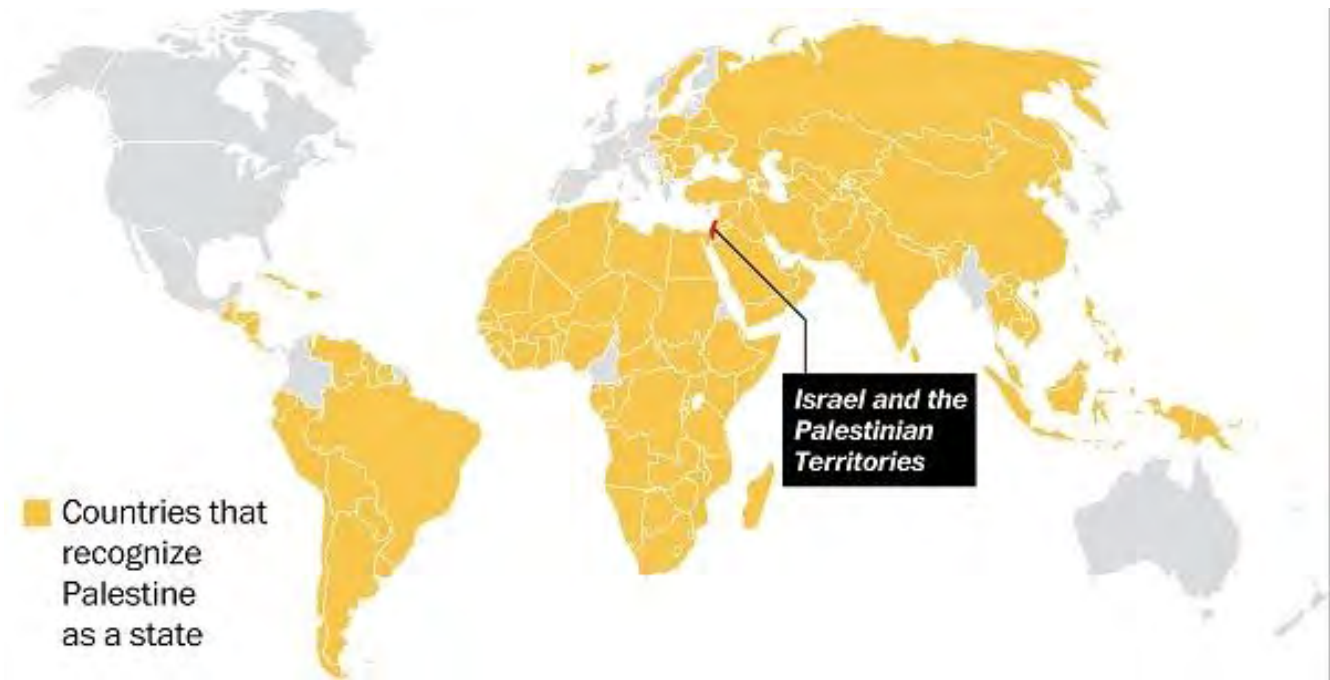 Israel and the
Palestinian
Territories
Countries that
recognize
Palestine
as a state